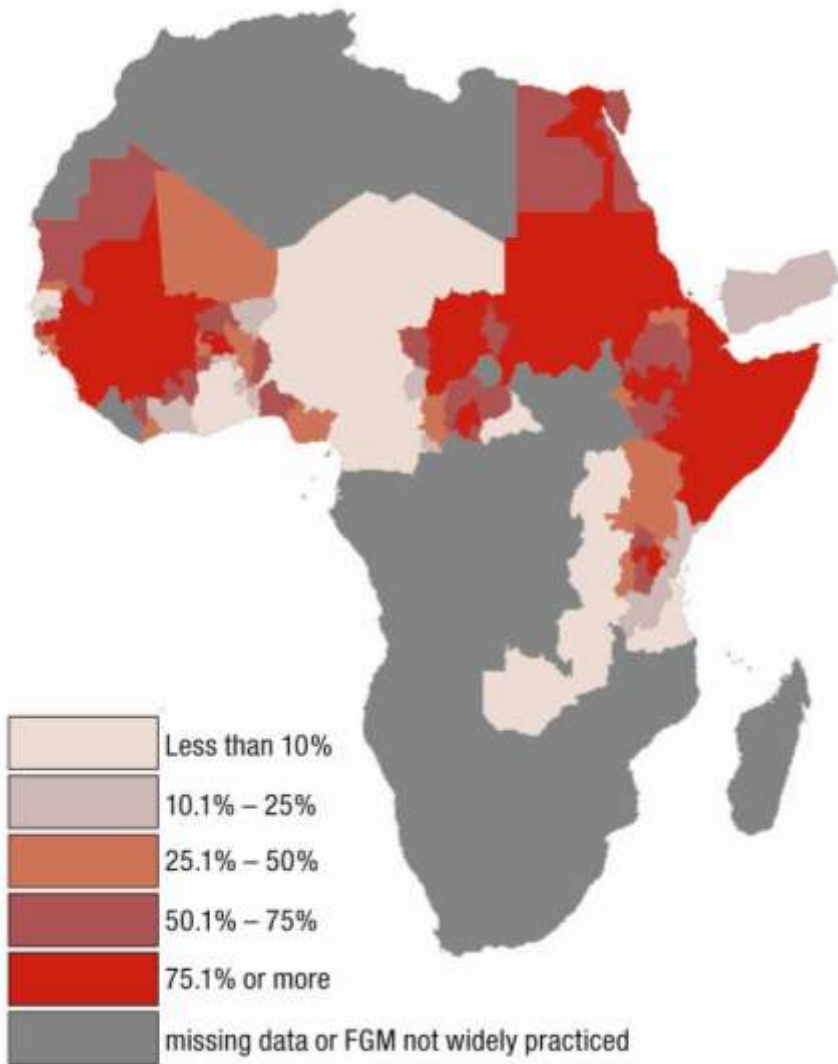 Less than 10%
10.1% – 25%
25.1% – 50%
50.1% – 75%
75.1% or more
missing data or FGM not widely practiced